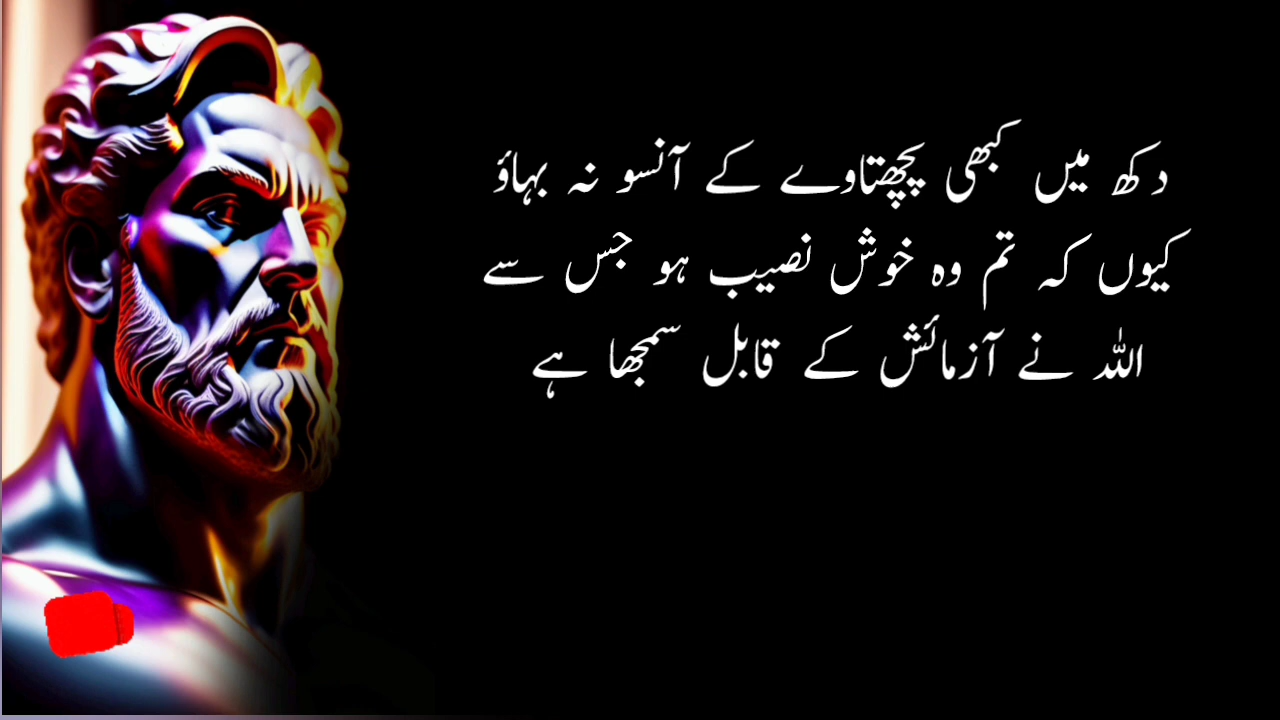 دکھ میں کبھی پچھتاوے کے آنسو نہ بہاؤ
کیوں کہ تم وہ خوش نصیب ہو جس سے
اللہ نے آزمائش کے قابل سمجھا ہے